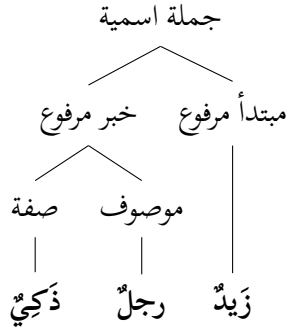 جملة اسمية
مبتدأ مرفوع خبر مرفوع
موصوف صفة
زَيدٌ رجلٌ ذَكِيٌ